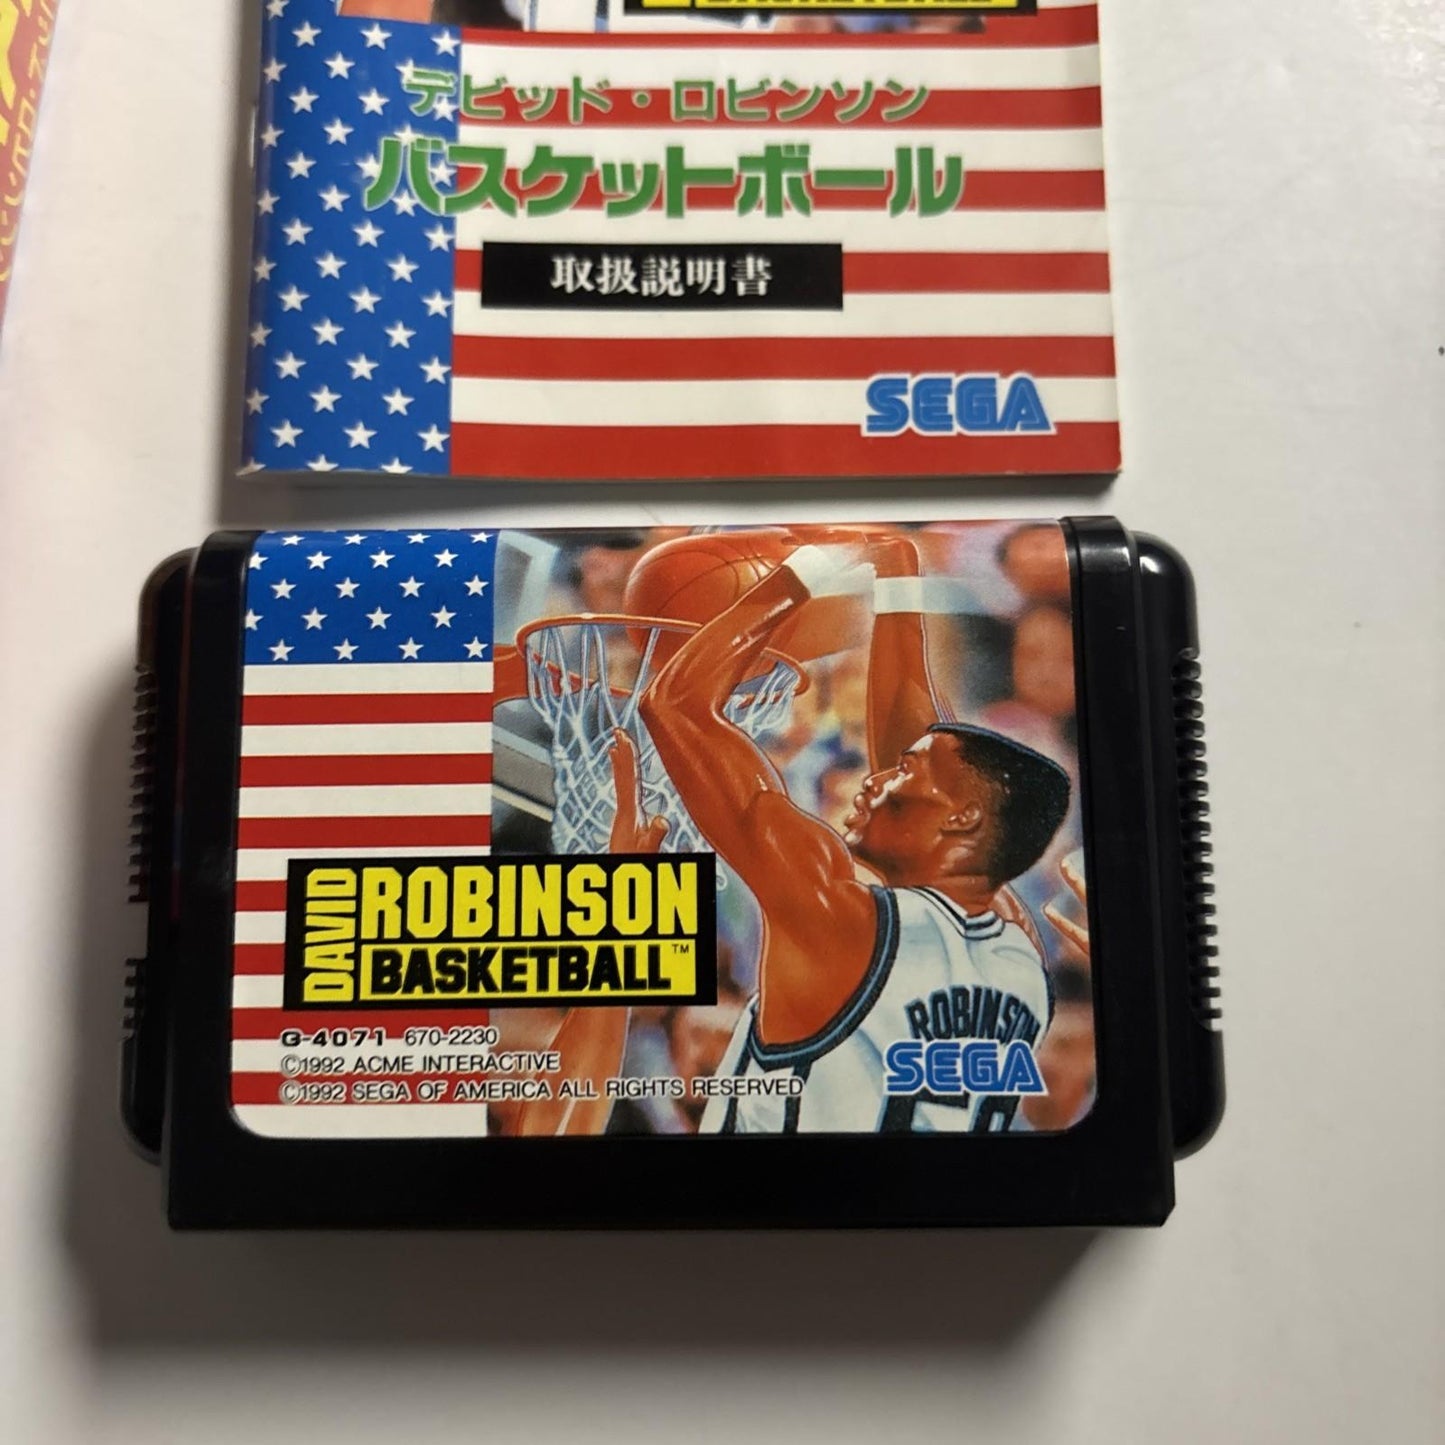 BASKETBALL
デビッド・ロビンソン
バスケットボール
取扱説明書
SEGA
DAVID
ROBINSON
BASKETBALL™
G-4071 670-2230
©1992 ACME INTERACTIVE
©1992 SEGA OF AMERICA ALL RIGHTS RESERVED
ROBINSON
SEGA
50